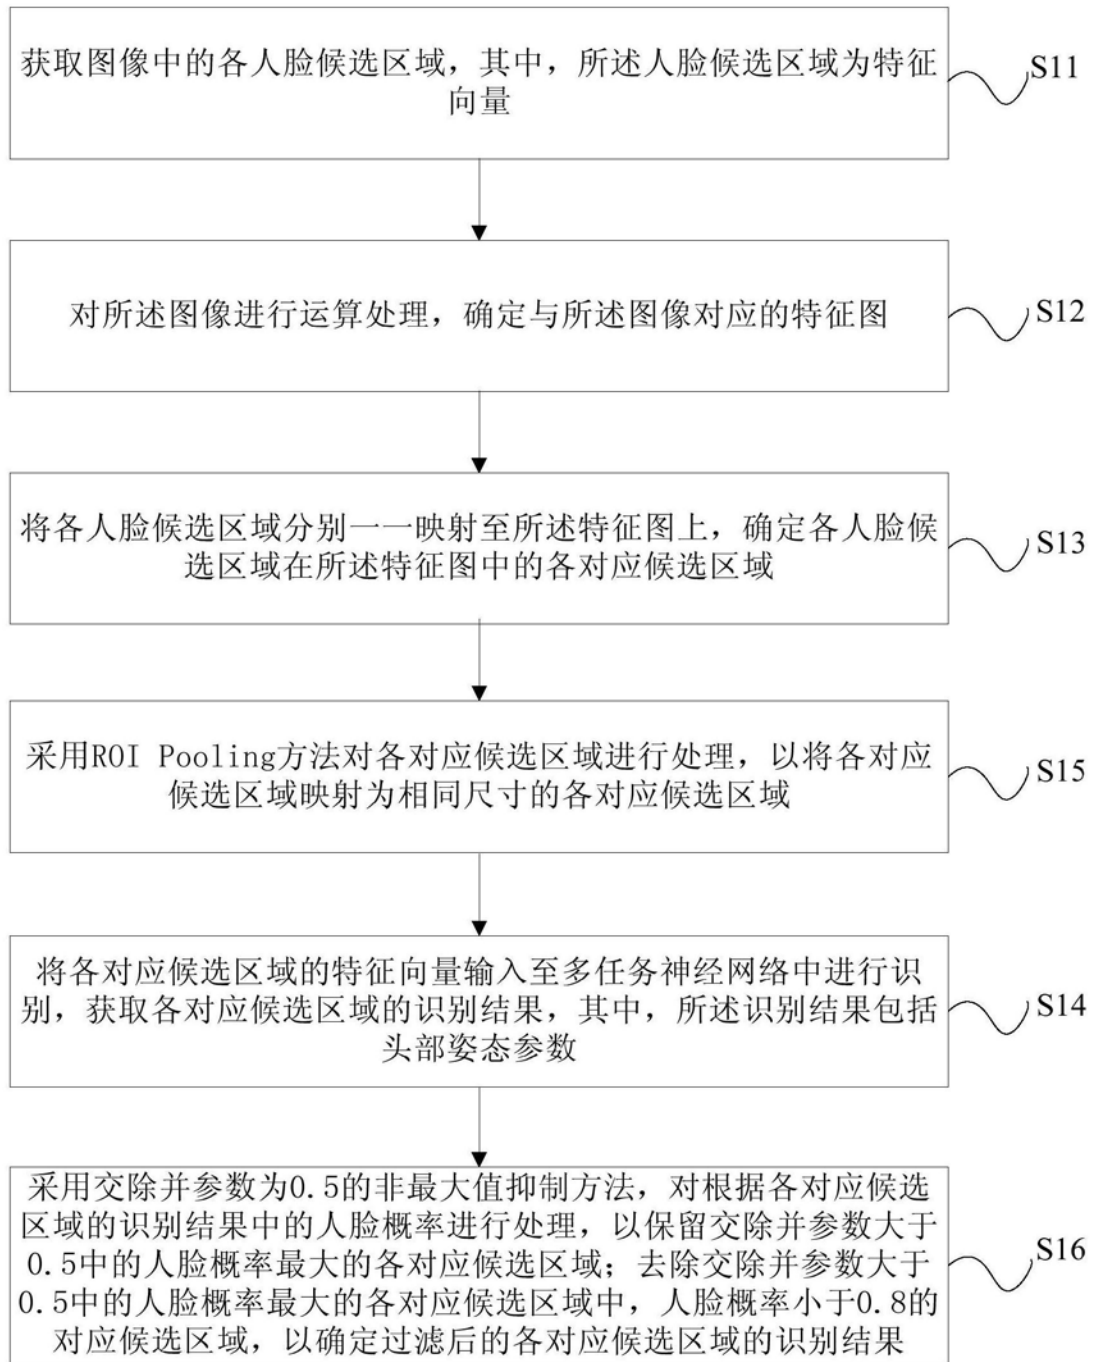 获取图像中的各人脸候选区域，其中，所述人脸候选区域为特征
向量
S11
对所述图像进行运算处理，确定与所述图像对应的特征图
S12
将各人脸候选区域分别一一映射至所述特征图上，确定各人脸候
选区域在所述特征图中的各对应候选区域
S13
采用ROI Pooling方法对各对应候选区域进行处理，以将各对应
候选区域映射为相同尺寸的各对应候选区域
S15
将各对应候选区域的特征向量输入至多任务神经网络中进行识
别，获取各对应候选区域的识别结果，其中，所述识别结果包括
头部姿态参数
S14
采用交除并参数为0.5的非最大值抑制方法，对根据各对应候选
区域的识别结果中的人脸概率进行处理，以保留交除并参数大于
0.5中的人脸概率最大的各对应候选区域；去除交除并参数大于
0.5中的人脸概率最大的各对应候选区域中，人脸概率小于0.8的
对应候选区域，以确定过滤后的各对应候选区域的识别结果
S16